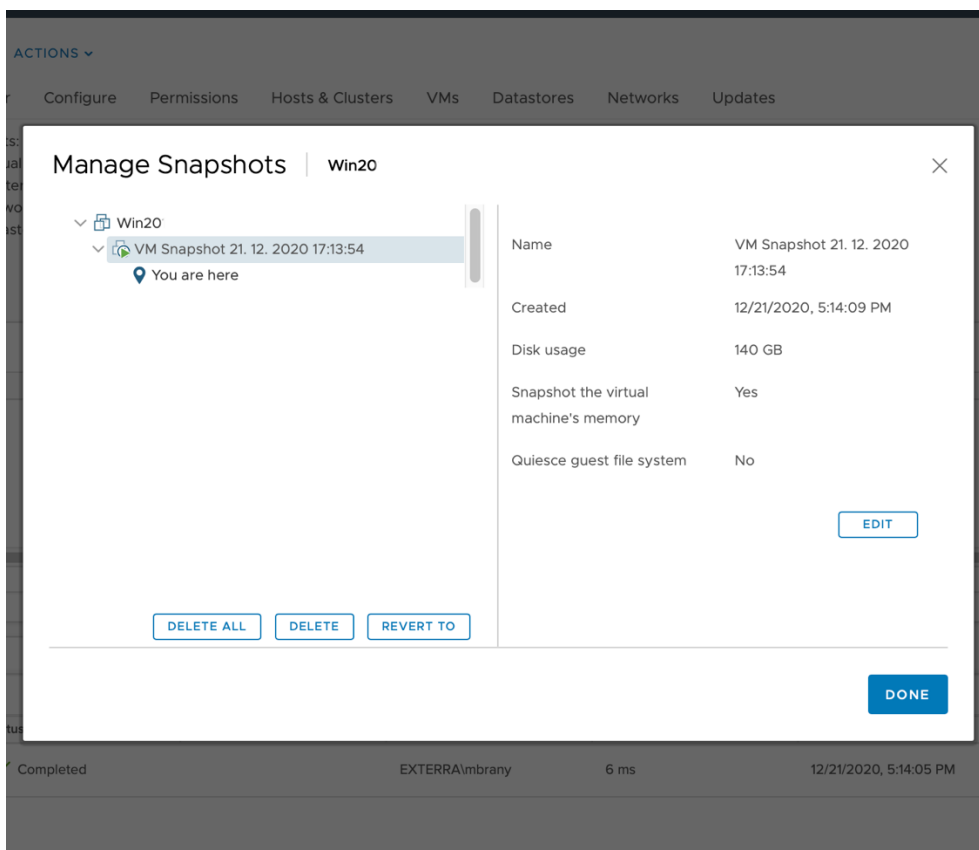 ACTIONS
Configure Permissions Hosts & Clusters VMs Datastores Networks Updates
Manage Snapshots Win20
Win20
VM Snapshot 21. 12. 2020 17:13:54
You are here
Name VM Snapshot 21. 12. 2020
17:13:54
Created 12/21/2020, 5:14:09 PM
Disk usage 140 GB
Snapshot the virtual Yes
machine's memory
Quiesce guest file system No
EDIT
DELETE ALL DELETE REVERT TO
DONE
Completed EXTERRA\mbrany 6 ms 12/21/2020, 5:14:05 PM